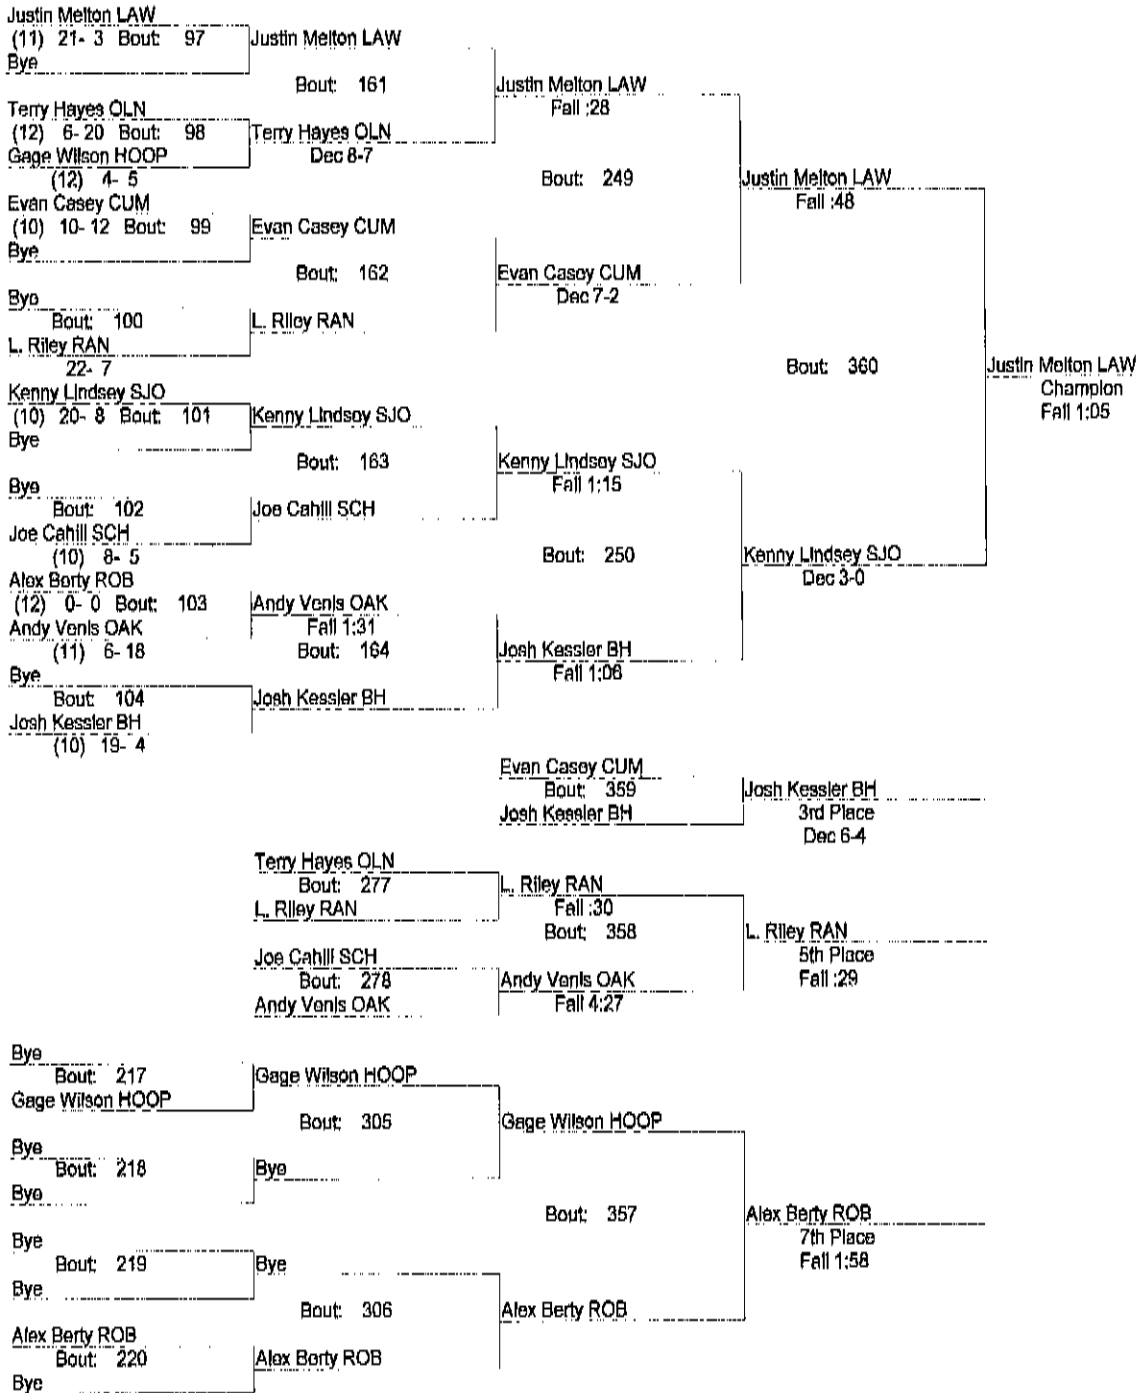 Justin Melton LAW
(11) 21- 3 Bout: 97
Bye
Justin Melton LAW
Bout: 161
Terry Hayes OLN
(12) 6-20 Bout: 98
Gage Wilson HOOP
(12) 4- 5
Terry Hayes OLN
Dec 8-7
Justin Melton LAW
Fall :28
Bout: 249
Evan Casey CUM
(10) 10-12 Bout: 99
Bye
Evan Casey CUM
Bout: 162
Bye
Bout: 100
L. Riley RAN
22- 7
L. Riley RAN
Evan Casey CUM
Dec 7-2
Justin Melton LAW
Fall :48
Bout: 360
Justin Melton LAW
Champion
Fall 1:05
Kenny Lindsey SJO
(10) 20- 8 Bout: 101
Bye
Kenny Lindsey SJO
Bout: 163
Bye
Bout: 102
Joe Cahill SCH
(10) 8- 5
Joe Cahill SCH
Kenny Lindsey SJO
Fall 1:15
Bout: 250
Kenny Lindsey SJO
Dec 3-0
Alex Berty ROB
(12) 0- 0 Bout: 103
Andy Venis OAK
(11) 6-18
Andy Venis OAK
Fall 1:31
Bout: 164
Bye
Bout: 104
Josh Kessler BH
(10) 19- 4
Josh Kessler BH
Josh Kessler BH
Fall 1:06
Evan Casey CUM
Bout: 359
Josh Kessler BH
Josh Kessler BH
3rd Place
Dec 6-4
Terry Hayes OLN
Bout: 277
L. Riley RAN
L. Riley RAN
Fall :30
Bout: 358
Joe Cahill SCH
Bout: 278
Andy Venis OAK
Andy Venis OAK
Fall 4:27
L. Riley RAN
5th Place
Fall :29
Bye
Bout: 217
Gage Wilson HOOP
Gage Wilson HOOP
Bout: 305
Bye
Bout: 218
Bye
Bye
Gage Wilson HOOP
Bout: 357
Bye
Bout: 219
Bye
Bye
Bout: 306
Alex Berty ROB
Bout: 220
Bye
Alex Berty ROB
Alex Berty ROB
Alex Berty ROB
7th Place
Fall 1:58